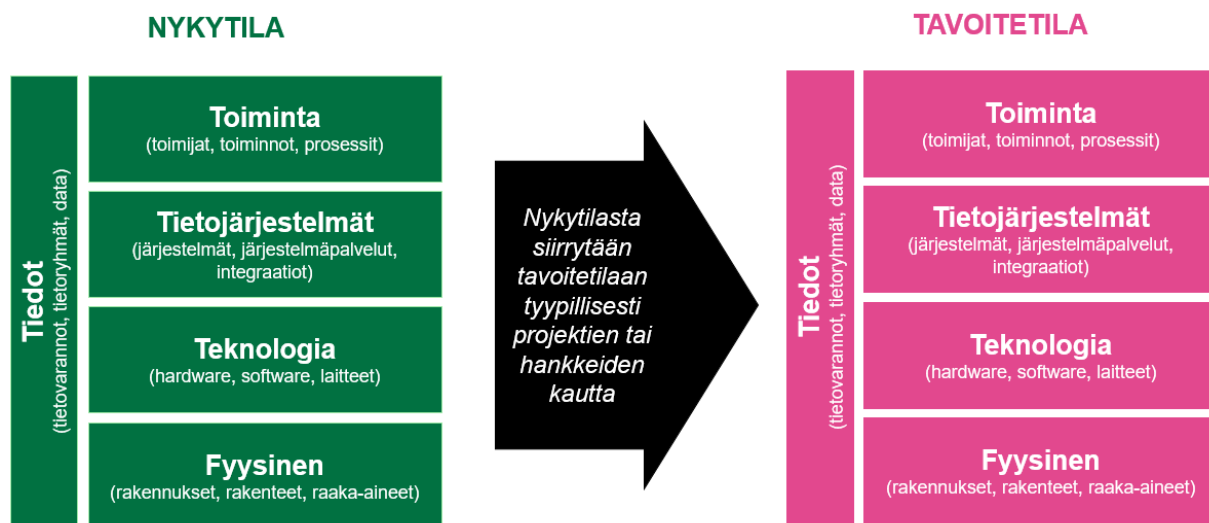 NYKYTILA
Tiedot
(tietovarannot, tietoryhmät, data)
Toiminta
(toimijat, toiminnot, prosessit)
Tietojärjestelmät
(järjestelmät, järjestelmäpalvelut,
integraatiot)
Teknologia
(hardware, software, laitteet)
Fyysinen
(rakennukset, rakenteet, raaka-aineet)
Nykytilasta
siirrytään
tavoitetilaan
tyypillisesti
projektien tai
hankkeiden
kautta
TAVOITETILA
Tiedot
(tietovarannot, tietoryhmät, data)
Toiminta
(toimijat, toiminnot, prosessit)
Tietojärjestelmät
(järjestelmät, järjestelmäpalvelut,
integraatiot)
Teknologia
(hardware, software, laitteet)
Fyysinen
(rakennukset, rakenteet, raaka-aineet)